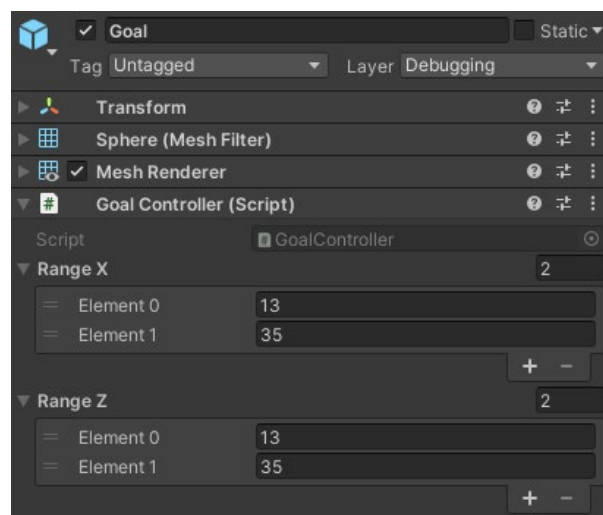 Goal Static
Tag Untagged Layer Debugging
Transform
Sphere (Mesh Filter)
Mesh Renderer
# Goal Controller (Script)
Script # GoalController
Range X 2
Element 0 13
Element 1 35
+ −
Range Z 2
Element 0 13
Element 1 35
+ −